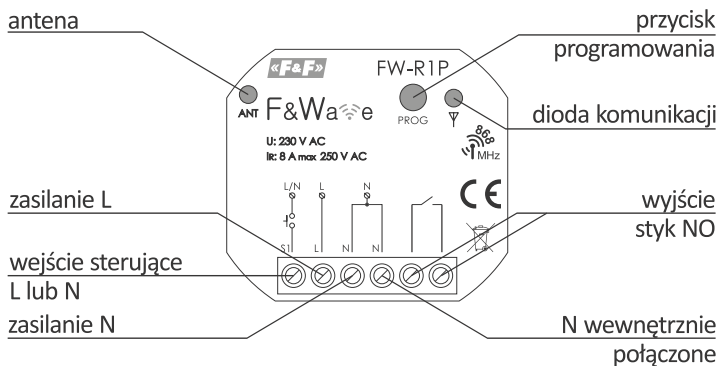 antena
przycisk
programowania
«F&F»
FW-R1P
ANT
F&Wave
PROG
dioda komunikacji
U: 230 V AC
IR: 8 A max 250 V AC
868
MHz
L/N
L
N
CE
zasilanie L
wyjście
styk NO
S1
L
N
N
wejście sterujące
L lub N
zasilanie N
N wewnętrznie
połączone